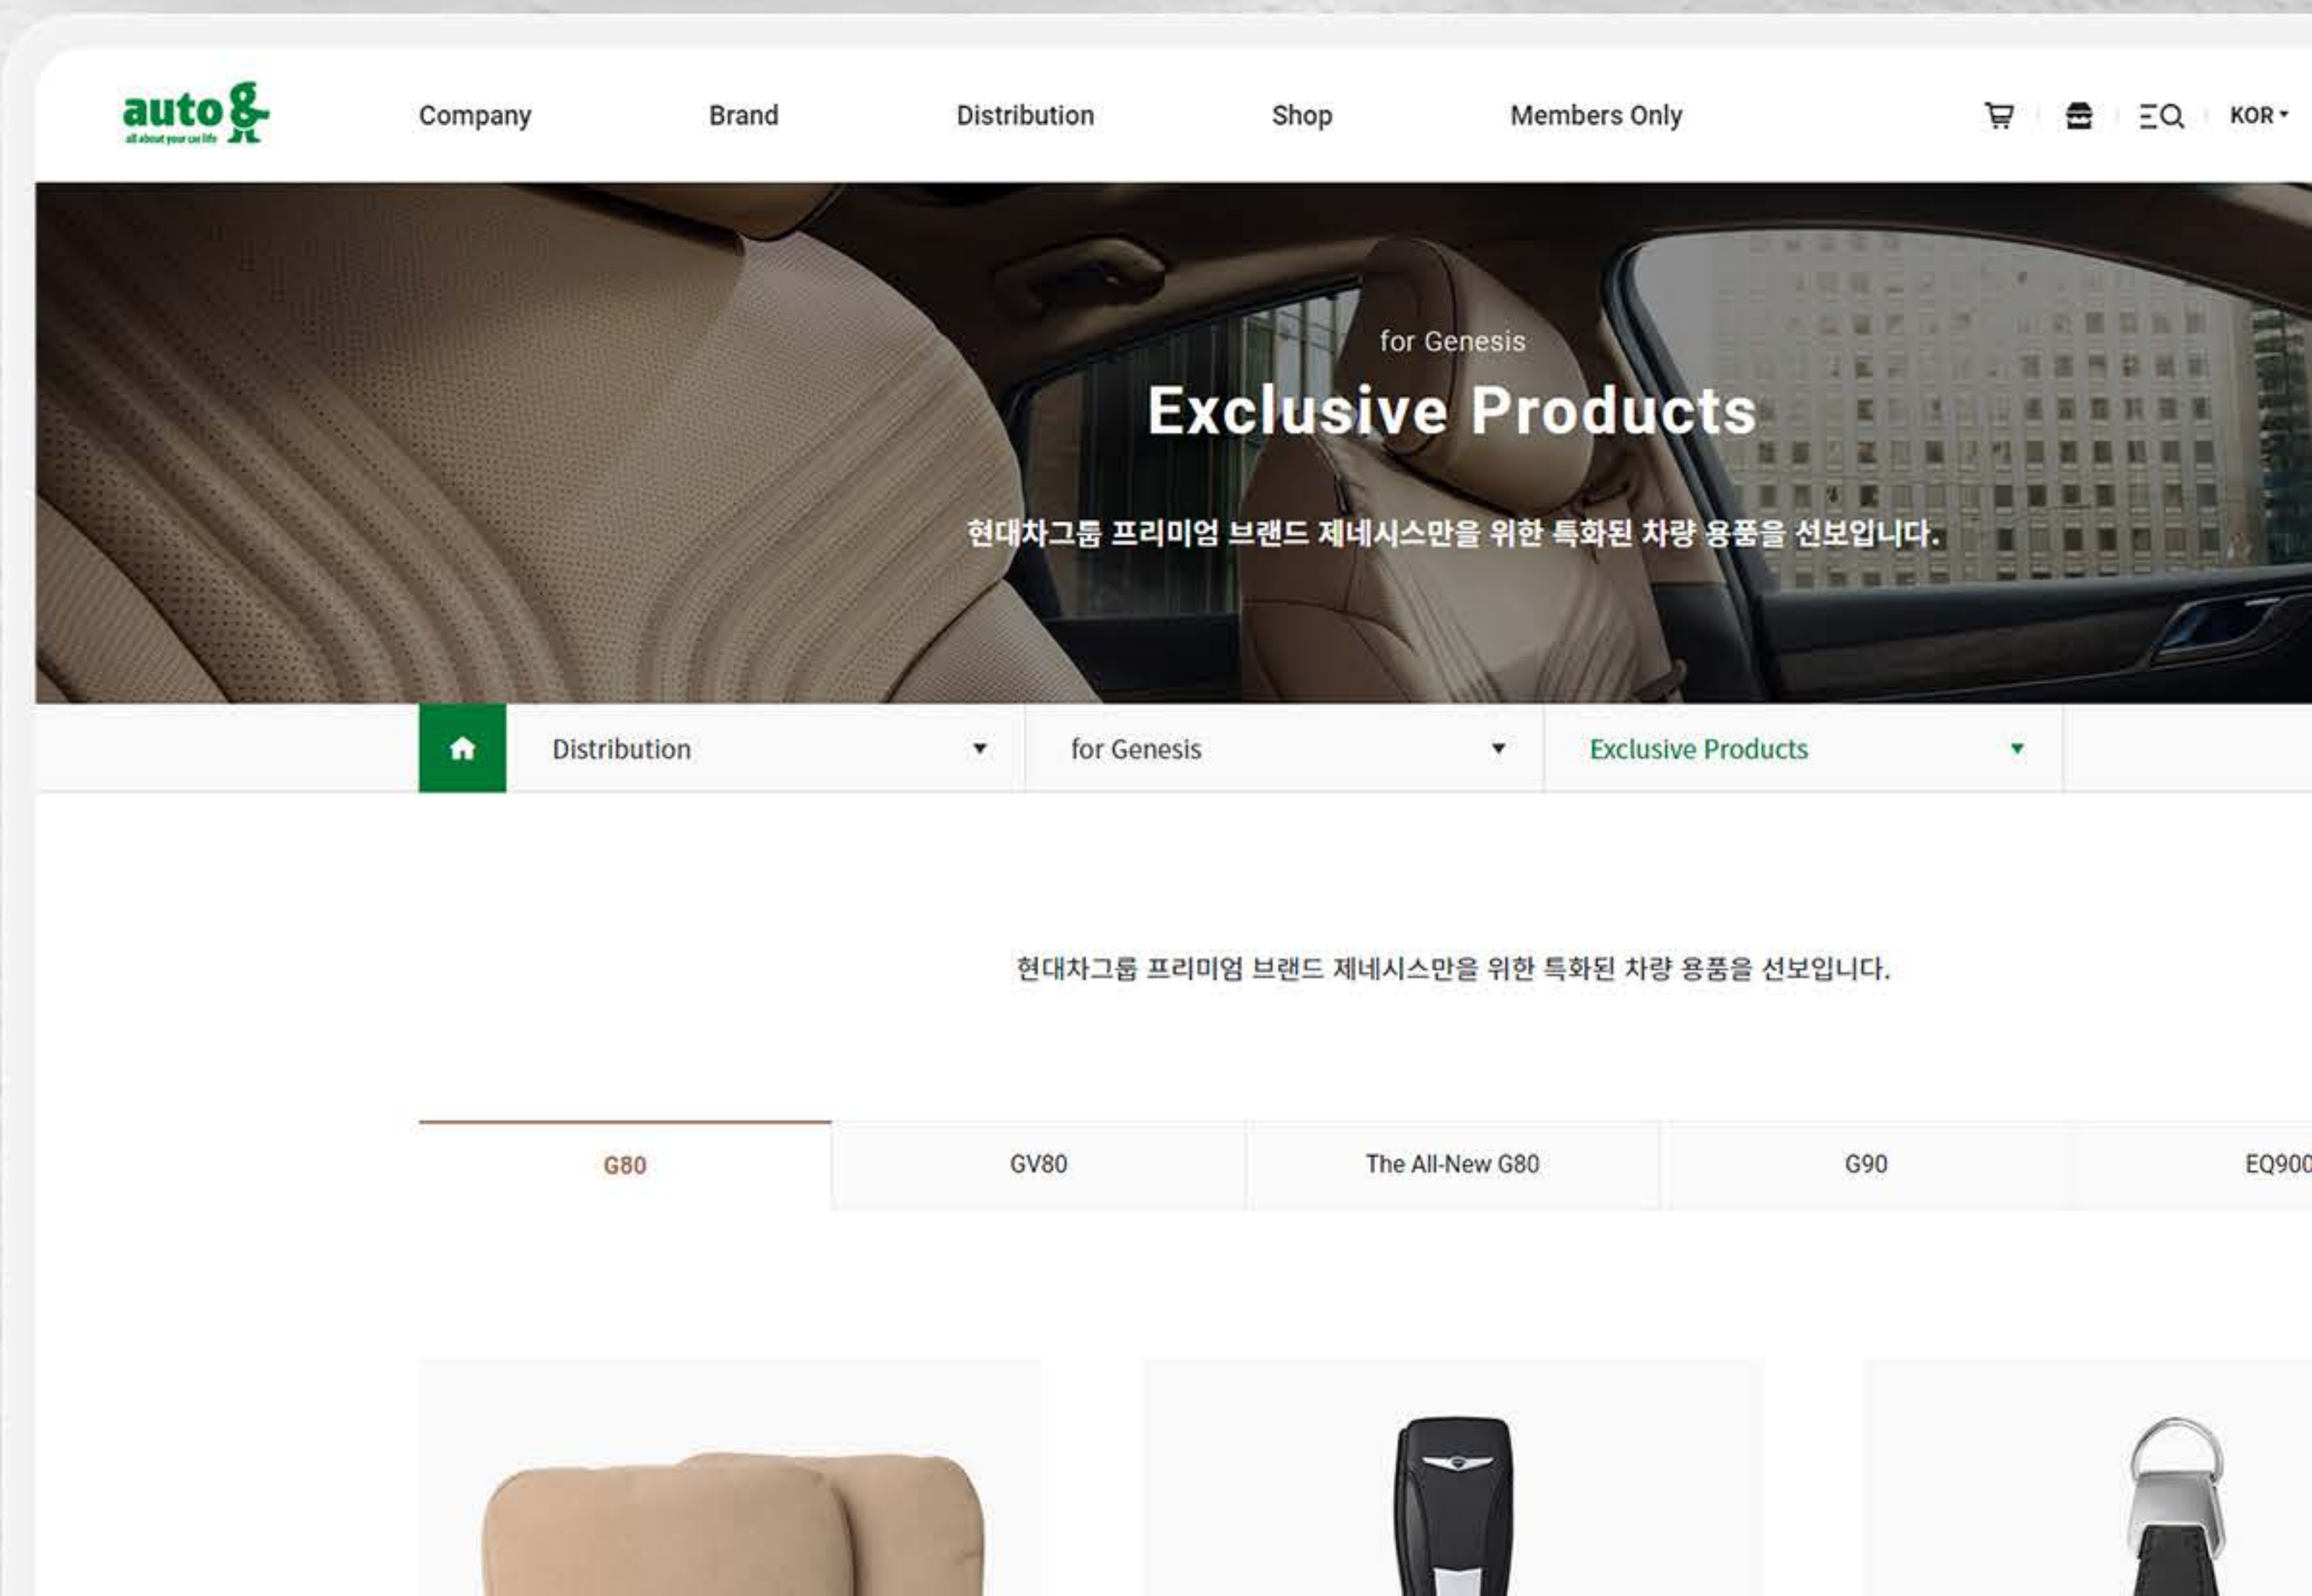 auto &
all about your car life
Company
Brand
Distribution
Shop
Members Only
KOR
for Genesis
Exclusive Products
현대차그룹 프리미엄 브랜드 제네시스만을 위한 특화된 차량 용품을 선보입니다.
Distribution
for Genesis
Exclusive Products
현대차그룹 프리미엄 브랜드 제네시스만을 위한 특화된 차량 용품을 선보입니다.
G80
GV80
The All-New G80
G90
EQ900